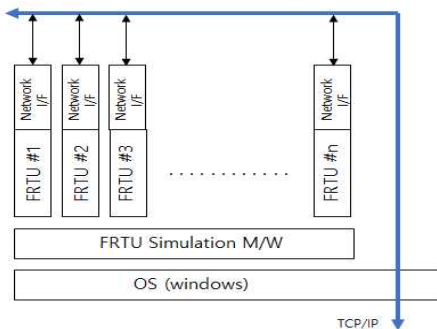 Network I/F
Network I/F
Network I/F
Network I/F
FRTU #1
FRTU #2
FRTU #3
. . . . . . . . . . . .
FRTU #n
FRTU Simulation M/W
OS (windows)
TCP/IP